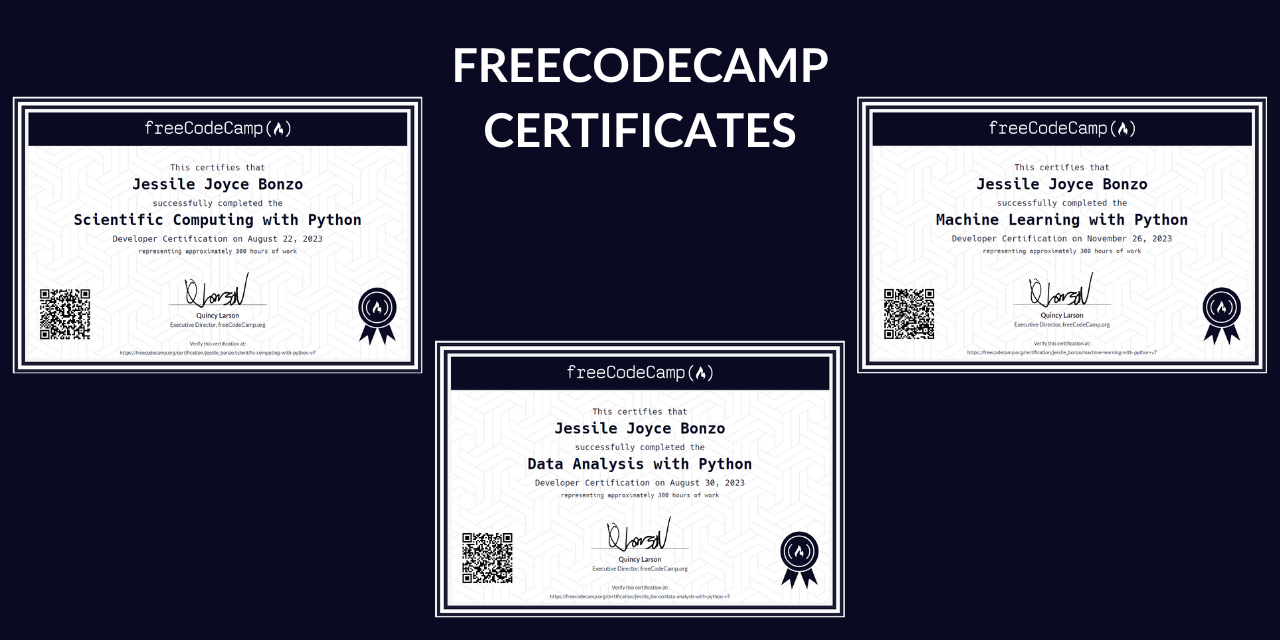 FREECODECAMP
CERTIFICATES
freeCodeCamp
This certifies that
Jessile Joyce Bonzo
successfully completed the
Scientific Computing with Python
Developer Certification on August 22, 2023
representing approximately 300 hours of work
Quincy Larson
Executive Director, freeCodeCamp.org
Verify this certification at:
https://freecodecamp.org/certification/jessile_bonzo/scientific-computing-with-python-v7
freeCodeCamp
This certifies that
Jessile Joyce Bonzo
successfully completed the
Data Analysis with Python
Developer Certification on August 30, 2023
representing approximately 300 hours of work
Quincy Larson
Executive Director, freeCodeCamp.org
Verify this certification at:
https://freecodecamp.org/certification/jessile_bonzo/data-analysis-with-python-v7
freeCodeCamp
This certifies that
Jessile Joyce Bonzo
successfully completed the
Machine Learning with Python
Developer Certification on November 26, 2023
representing approximately 300 hours of work
Quincy Larson
Executive Director, freeCodeCamp.org
Verify this certification at:
https://freecodecamp.org/certification/jessile_bonzo/machine-learning-with-python-v7